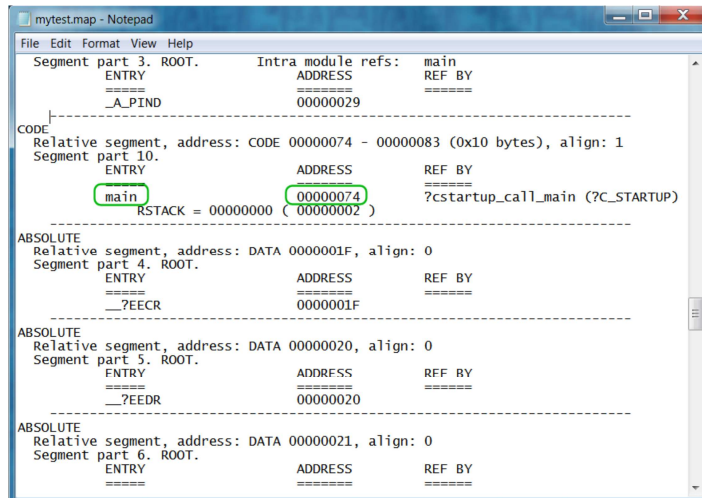 mytest.map - Notepad
File Edit Format View Help
Segment part 3. ROOT. Intra module refs: main
ENTRY ADDRESS REF BY
===== ======= ======
_A_PIND 00000029
-------------------------------------------------------------------------
CODE
Relative segment, address: CODE 00000074 - 00000083 (0x10 bytes), align: 1
Segment part 10.
ENTRY ADDRESS REF BY
===== ======= ======
main 00000074 ?cstartup_call_main (?C_STARTUP)
RSTACK = 00000000 ( 00000002 )
-------------------------------------------------------------------------
ABSOLUTE
Relative segment, address: DATA 0000001F, align: 0
Segment part 4. ROOT.
ENTRY ADDRESS REF BY
===== ======= ======
__?EECR 0000001F
-------------------------------------------------------------------------
ABSOLUTE
Relative segment, address: DATA 00000020, align: 0
Segment part 5. ROOT.
ENTRY ADDRESS REF BY
===== ======= ======
__?EEDR 00000020
-------------------------------------------------------------------------
ABSOLUTE
Relative segment, address: DATA 00000021, align: 0
Segment part 6. ROOT.
ENTRY ADDRESS REF BY
===== ======= ======